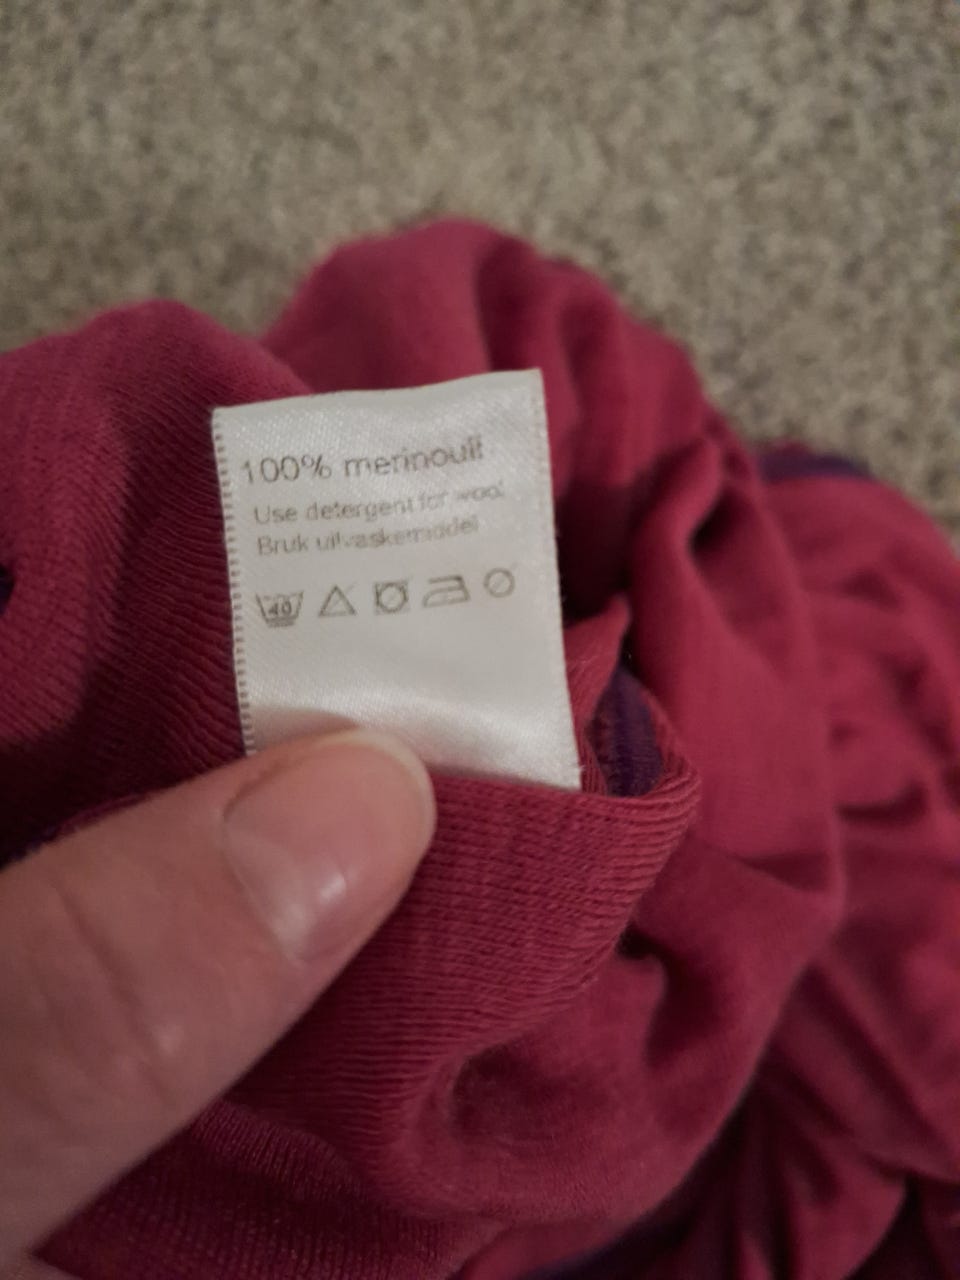 100% merinoull
Use detergent for wool
Bruk ullvaskemiddel
40